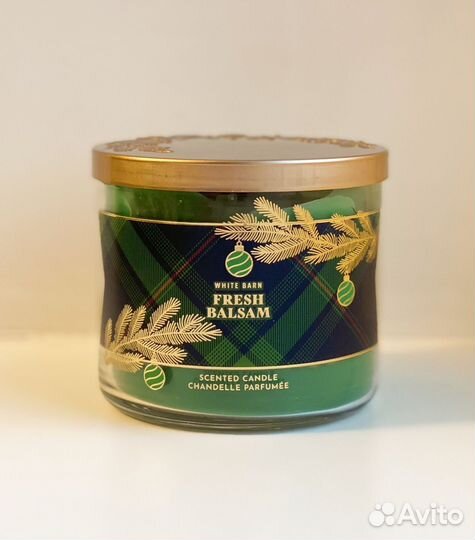 WHITE BARN
FRESH
BALSAM
SCENTED CANDLE
CHANDELLE PARFUMÉE
Avito